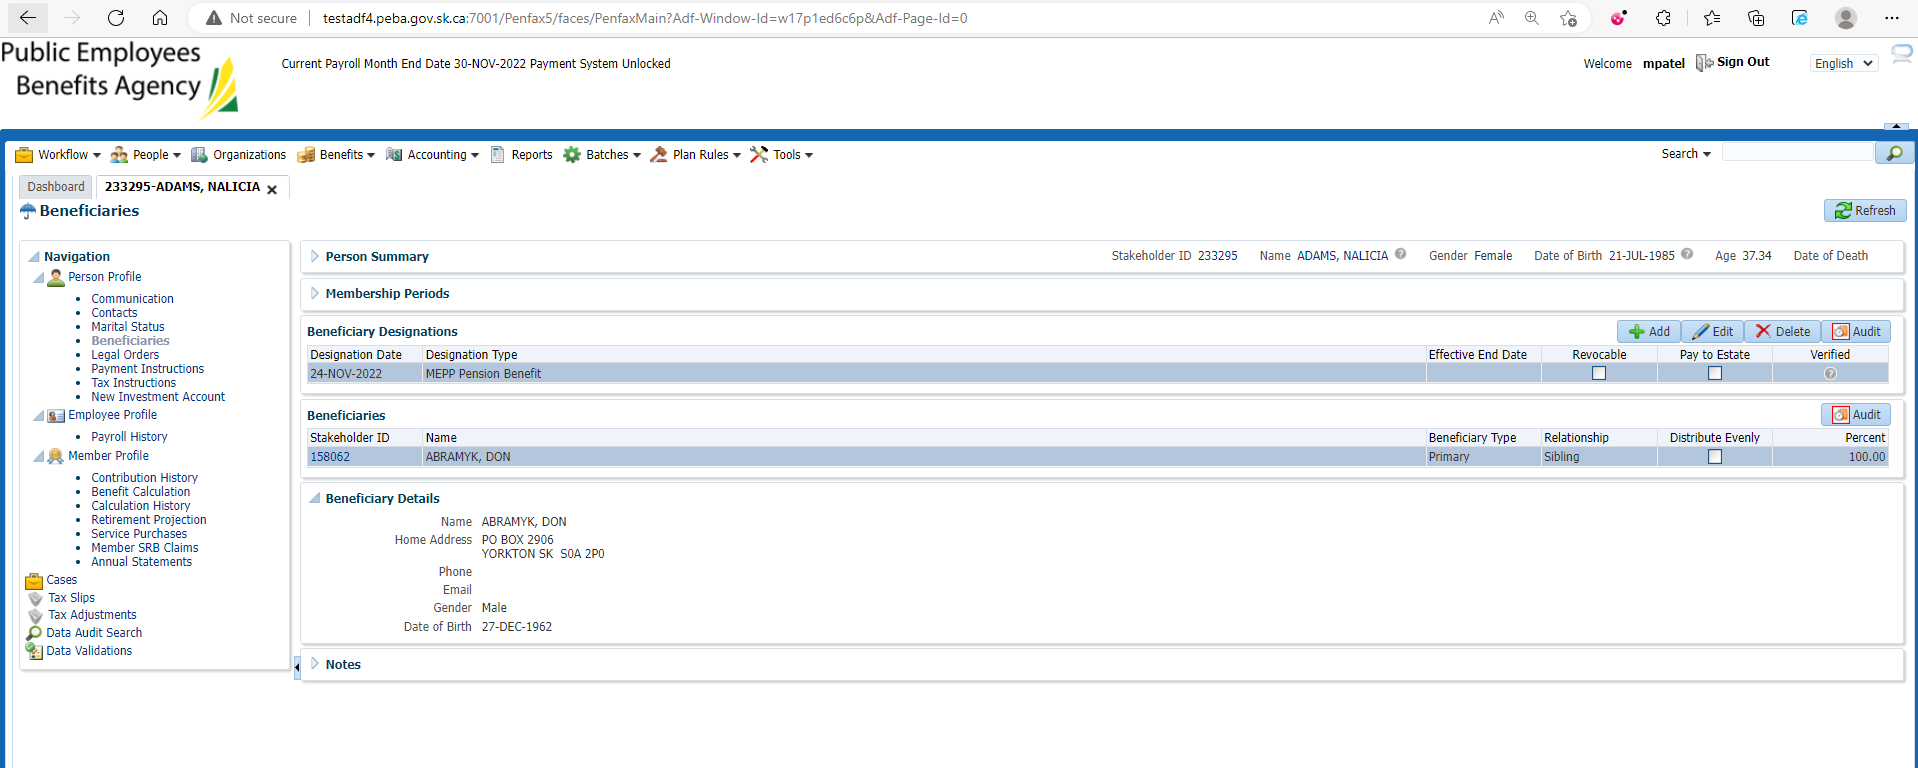 Not secure | testadf4.peba.gov.sk.ca:7001/Penfax5/faces/PenfaxMain?Adf-Window-Id=w17p1ed6c6p&Adf-Page-Id=0
Public Employees
Benefits Agency
Current Payroll Month End Date 30-NOV-2022 Payment System Unlocked
Welcome mpatel Sign Out English
Workflow People Organizations Benefits Accounting Reports Batches Plan Rules Tools Search
Dashboard 233295-ADAMS, NALICIA
Beneficiaries
Refresh
Navigation
Person Profile
Communication
Contacts
Marital Status
Beneficiaries
Legal Orders
Payment Instructions
Tax Instructions
New Investment Account
Employee Profile
Payroll History
Member Profile
Contribution History
Benefit Calculation
Calculation History
Retirement Projection
Service Purchases
Member SRB Claims
Annual Statements
Cases
Tax Slips
Tax Adjustments
Data Audit Search
Data Validations
Person Summary Stakeholder ID 233295 Name ADAMS, NALICIA Gender Female Date of Birth 21-JUL-1985 Age 37.34 Date of Death
Membership Periods
Beneficiary Designations Add Edit Delete Audit
Designation Date Designation Type Effective End Date Revocable Pay to Estate Verified
24-NOV-2022 MEPP Pension Benefit
Beneficiaries Audit
Stakeholder ID Name Beneficiary Type Relationship Distribute Evenly Percent
158062 ABRAMYK, DON Primary Sibling 100.00
Beneficiary Details
Name ABRAMYK, DON
Home Address PO BOX 2906
YORKTON SK S0A 2P0
Phone
Email
Gender Male
Date of Birth 27-DEC-1962
Notes